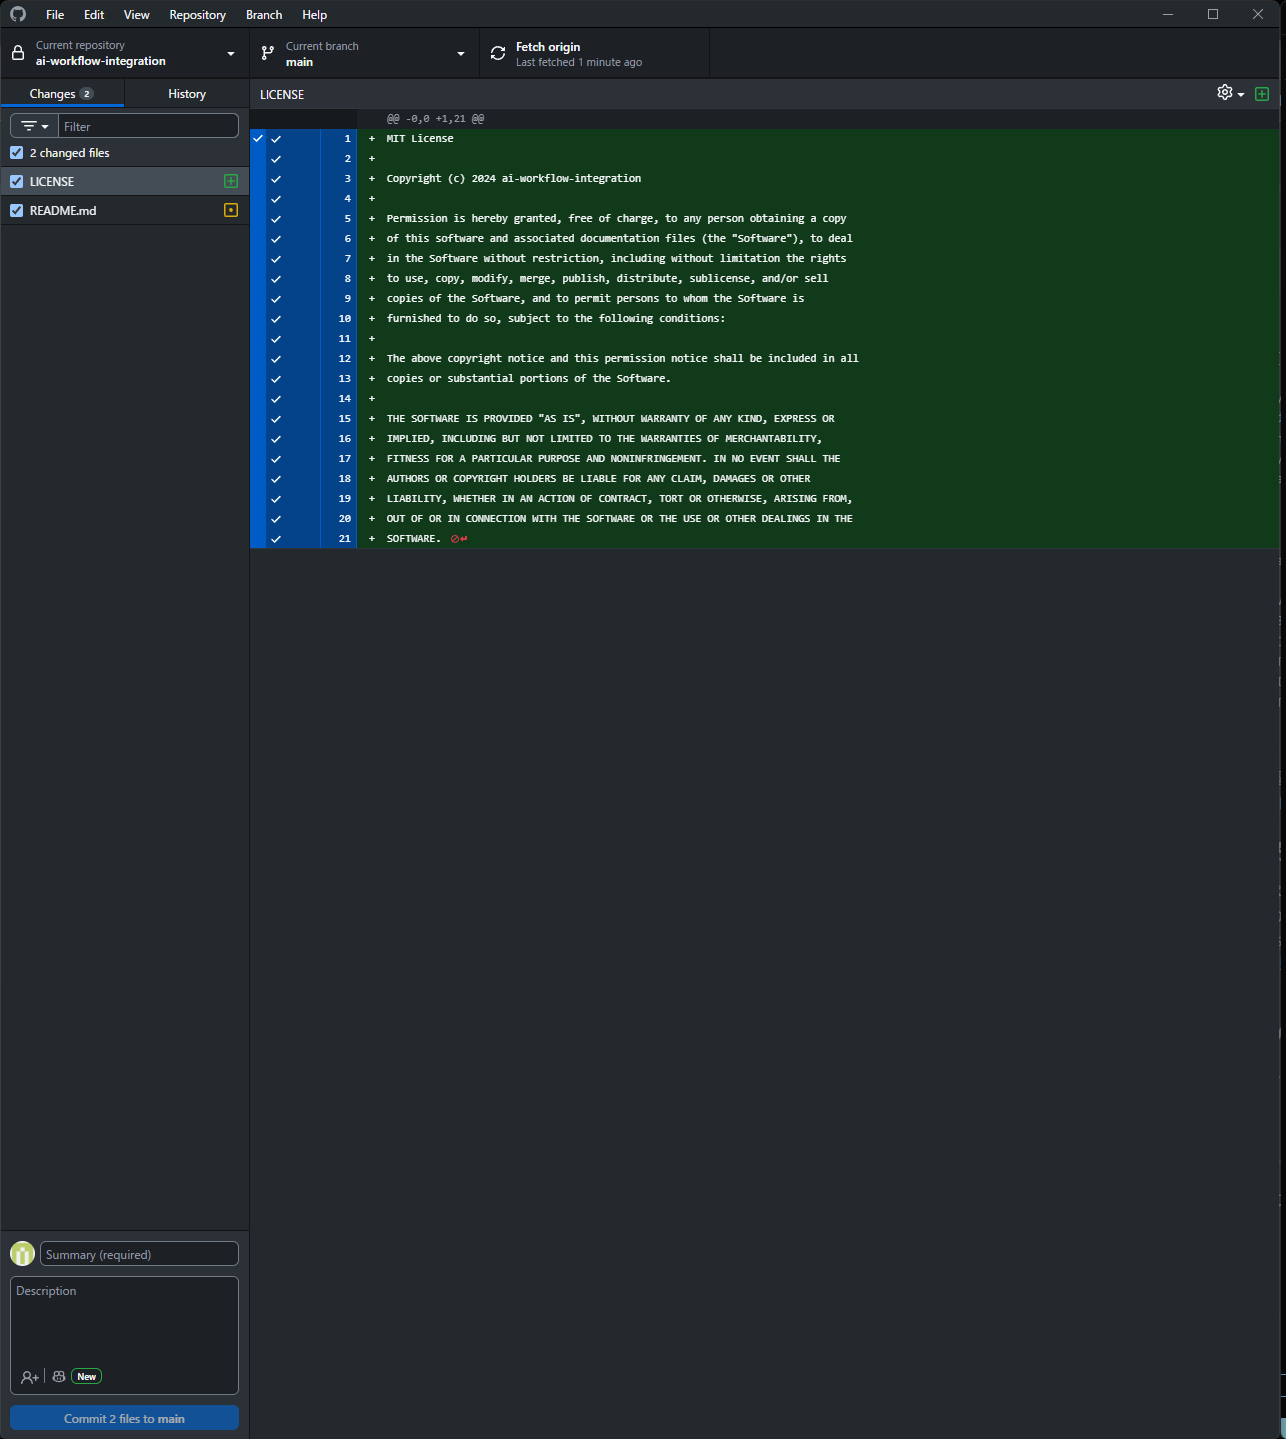 File Edit View Repository Branch Help
Current repository
ai-workflow-integration
Current branch
main
Fetch origin
Last fetched 1 minute ago
Changes 2
History
LICENSE
Filter
2 changed files
LICENSE
README.md
@@ -0,0 +1,21 @@
1 + MIT License
2 +
3 + Copyright (c) 2024 ai-workflow-integration
4 +
5 + Permission is hereby granted, free of charge, to any person obtaining a copy
6 + of this software and associated documentation files (the "Software"), to deal
7 + in the Software without restriction, including without limitation the rights
8 + to use, copy, modify, merge, publish, distribute, sublicense, and/or sell
9 + copies of the Software, and to permit persons to whom the Software is
10 + furnished to do so, subject to the following conditions:
11 +
12 + The above copyright notice and this permission notice shall be included in all
13 + copies or substantial portions of the Software.
14 +
15 + THE SOFTWARE IS PROVIDED "AS IS", WITHOUT WARRANTY OF ANY KIND, EXPRESS OR
16 + IMPLIED, INCLUDING BUT NOT LIMITED TO THE WARRANTIES OF MERCHANTABILITY,
17 + FITNESS FOR A PARTICULAR PURPOSE AND NONINFRINGEMENT. IN NO EVENT SHALL THE
18 + AUTHORS OR COPYRIGHT HOLDERS BE LIABLE FOR ANY CLAIM, DAMAGES OR OTHER
19 + LIABILITY, WHETHER IN AN ACTION OF CONTRACT, TORT OR OTHERWISE, ARISING FROM,
20 + OUT OF OR IN CONNECTION WITH THE SOFTWARE OR THE USE OR OTHER DEALINGS IN THE
21 + SOFTWARE.
Summary (required)
Description
New
Commit 2 files to main